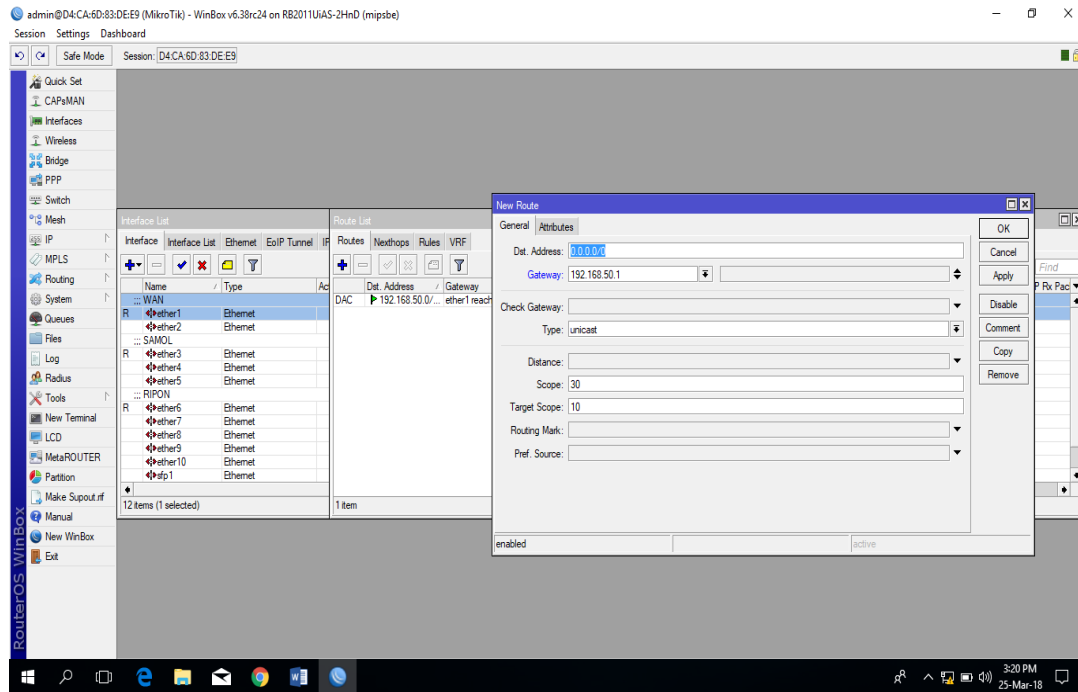 admin@D4:CA:6D:83:DE:E9 (MikroTik) - WinBox v6.38rc24 on RB2011UiAS-2HnD (mipsbe)
Session Settings Dashboard
Safe Mode Session: D4:CA:6D:83:DE:E9
Quick Set
CAPsMAN
Interfaces
Wireless
Bridge
PPP
Switch
Mesh
IP
MPLS
Routing
System
Queues
Files
Log
Radius
Tools
New Terminal
LCD
MetaROUTER
Partition
Make Supout.rif
Manual
New WinBox
Exit
RouterOS WinBox
Interface List
Interface Interface List Ethernet EoIP Tunnel IP
Name / Type Act
::: WAN
R ether1 Ethernet
ether2 Ethernet
::: SAMOL
R ether3 Ethernet
ether4 Ethernet
ether5 Ethernet
::: RIPON
R ether6 Ethernet
ether7 Ethernet
ether8 Ethernet
ether9 Ethernet
ether10 Ethernet
sfp1 Ethernet
12 items (1 selected)
Route List
Routes Nexthops Rules VRF
Dst. Address / Gateway
DAC 192.168.50.0/... ether1 reach
1 item
New Route
General Attributes
Dst. Address: 0.0.0.0/0
Gateway: 192.168.50.1
Check Gateway:
Type: unicast
Distance:
Scope: 30
Target Scope: 10
Routing Mark:
Pref. Source:
enabled active
OK
Cancel
Apply
Disable
Comment
Copy
Remove
Find
P Rx Pac
3:20 PM
25-Mar-18